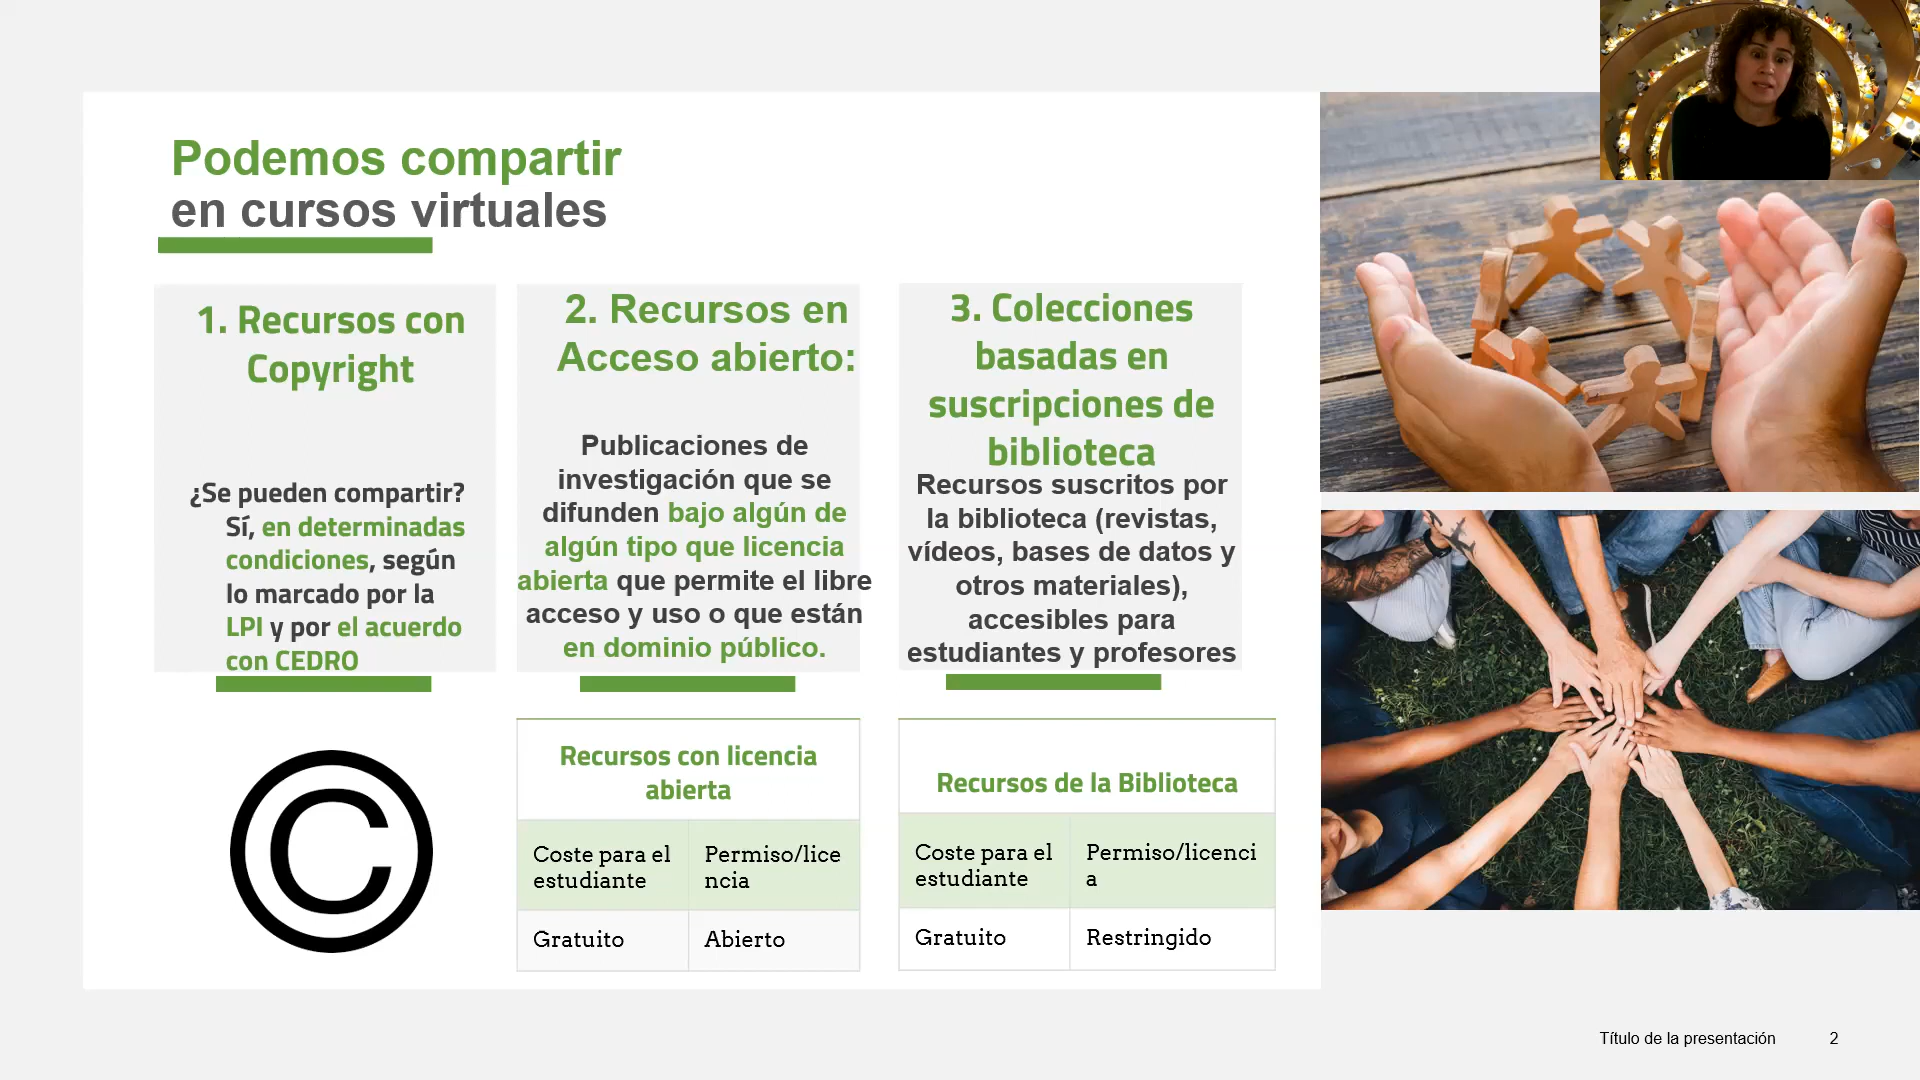 Podemos compartir
en cursos virtuales
1. Recursos con
Copyright
¿Se pueden compartir?
Sí, en determinadas
condiciones, según
lo marcado por la
LPI y por el acuerdo
con CEDRO
2. Recursos en
Acceso abierto:
Publicaciones de
investigación que se
difunden bajo algún de
algún tipo que licencia
abierta que permite el libre
acceso y uso o que están
en dominio público.
3. Colecciones
basadas en
suscripciones de
biblioteca
Recursos suscritos por
la biblioteca (revistas,
vídeos, bases de datos y
otros materiales),
accesibles para
estudiantes y profesores
©
Recursos con licencia
abierta
Coste para el
estudiante
Permiso/lice
ncia
Gratuito
Abierto
Recursos de la Biblioteca
Coste para el
estudiante
Permiso/licenci
a
Gratuito
Restringido
Título de la presentación
2